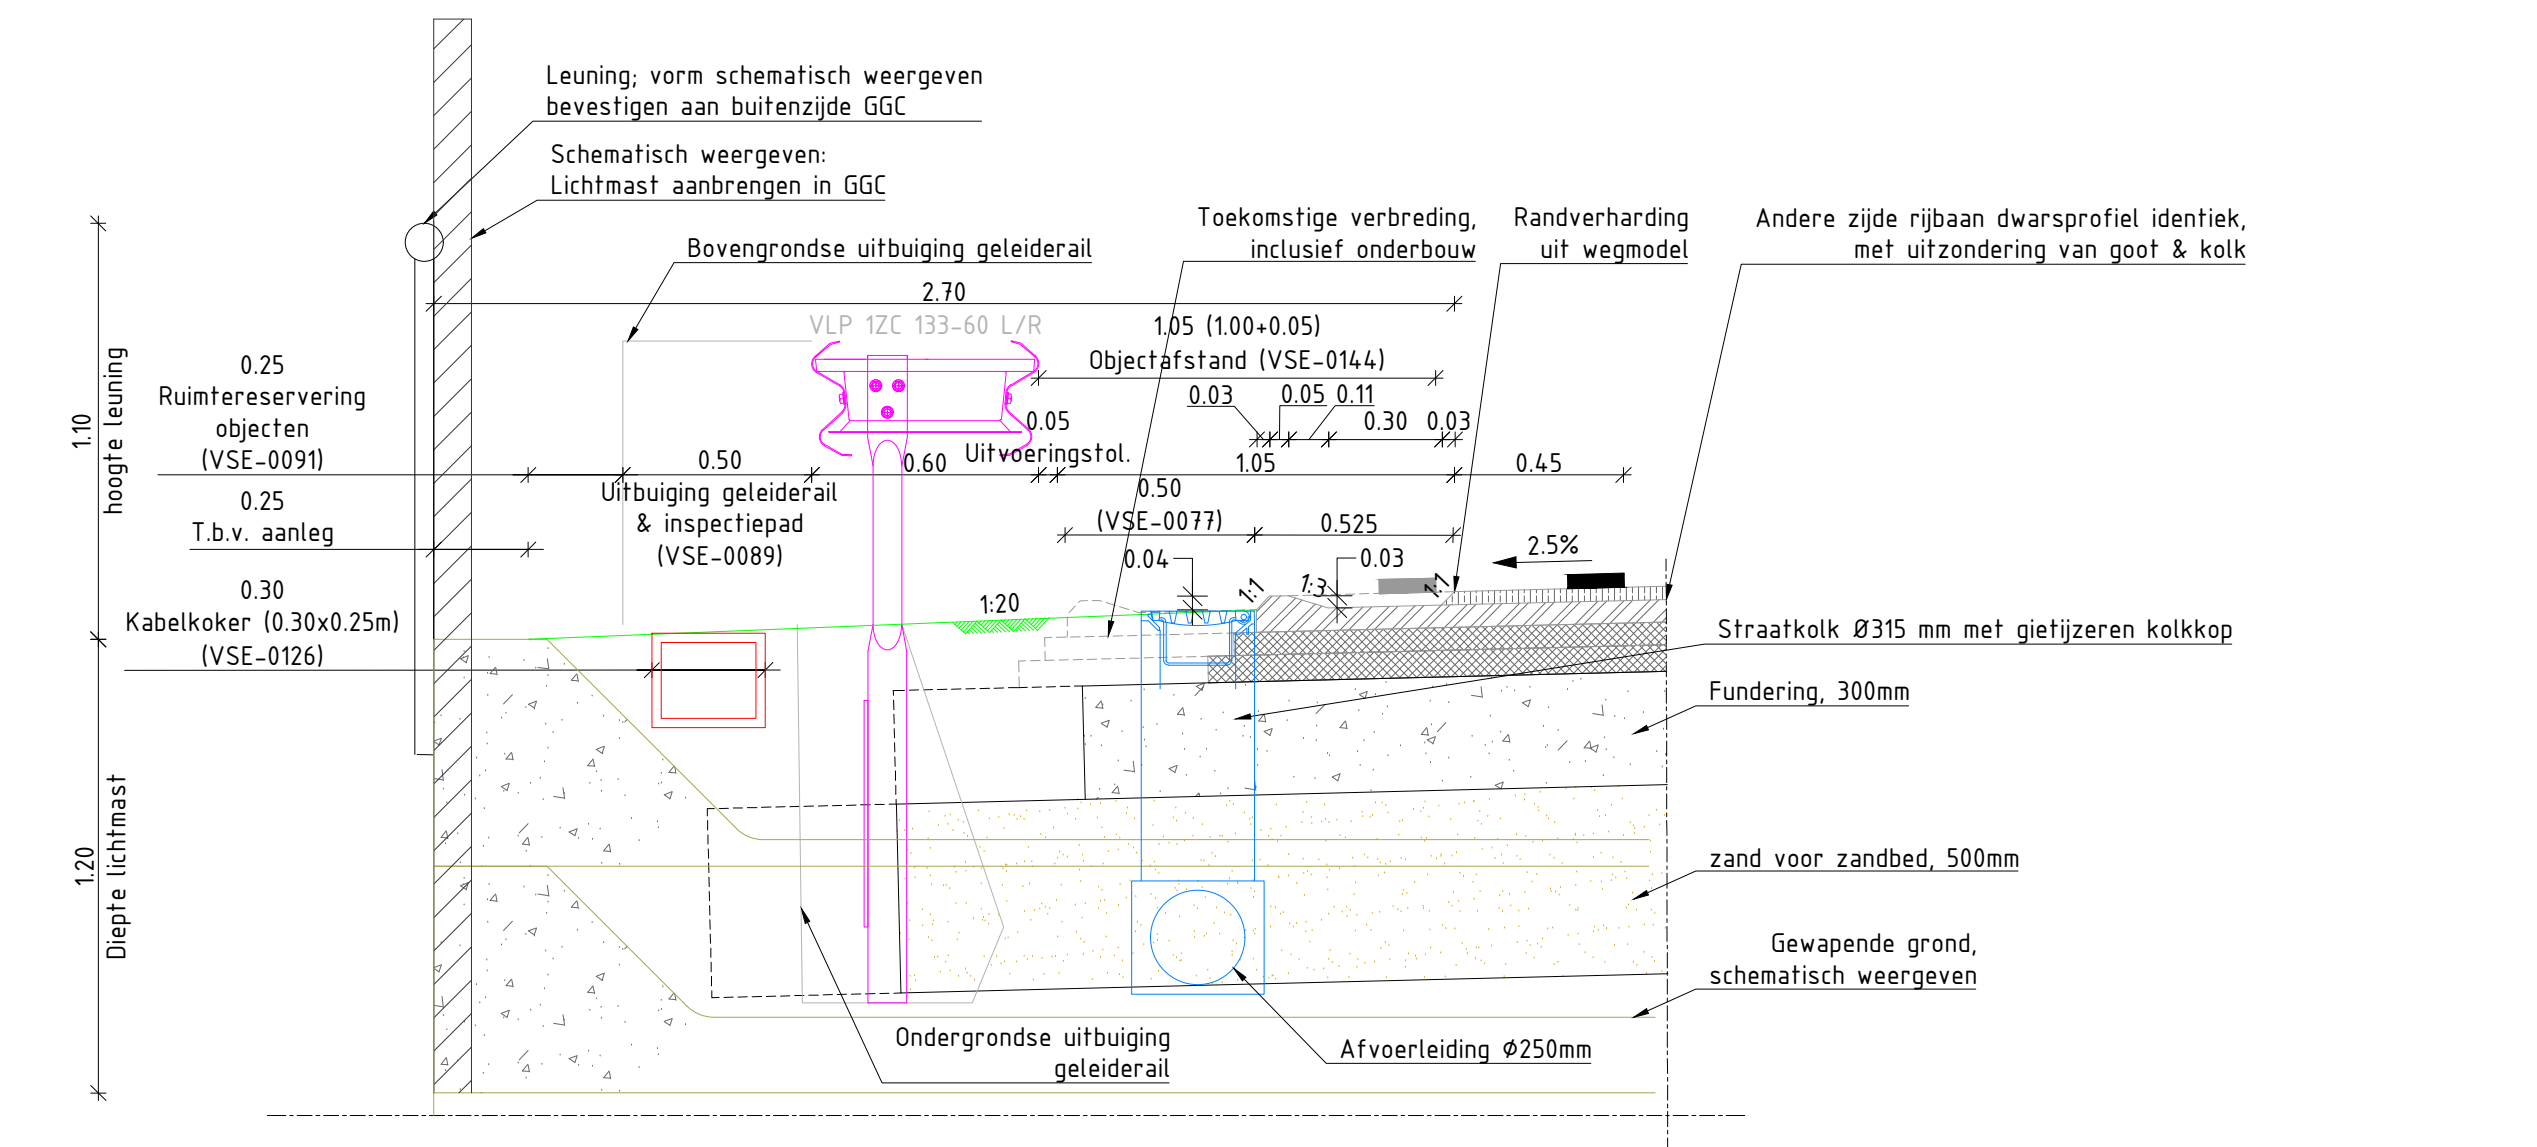 Leuning; vorm schematisch weergeven
bevestigen aan buitenzijde GGC
Schematisch weergeven:
Lichtmast aanbrengen in GGC
Bovengrondse uitbuiging geleiderail
Toekomstige verbreding,
inclusief onderbouw
Randverharding
uit wegmodel
Andere zijde rijbaan dwarsprofiel identiek,
met uitzondering van goot & kolk
2.70
VLP 1ZC 133-60 L/R
1.05 (1.00+0.05)
Objectafstand (VSE-0144)
0.03
0.05
0.11
0.30
0.03
0.05
Uitvoeringstol.
1.10
hoogte leuning
0.25
Ruimtereservering
objecten
(VSE-0091)
0.50
Uitbuiging geleiderail
& inspectiepad
(VSE-0089)
0.60
1.05
0.45
0.50
(VSE-0077)
0.525
0.25
T.b.v. aanleg
0.04
0.03
2.5%
1:1
1:3
1:1
1:20
0.30
Kabelkoker (0.30x0.25m)
(VSE-0126)
Straatkolk Ø315 mm met gietijzeren kolkkop
Fundering, 300mm
1.20
Diepte lichtmast
zand voor zandbed, 500mm
Gewapende grond,
schematisch weergeven
Ondergrondse uitbuiging
geleiderail
Afvoerleiding Ø250mm